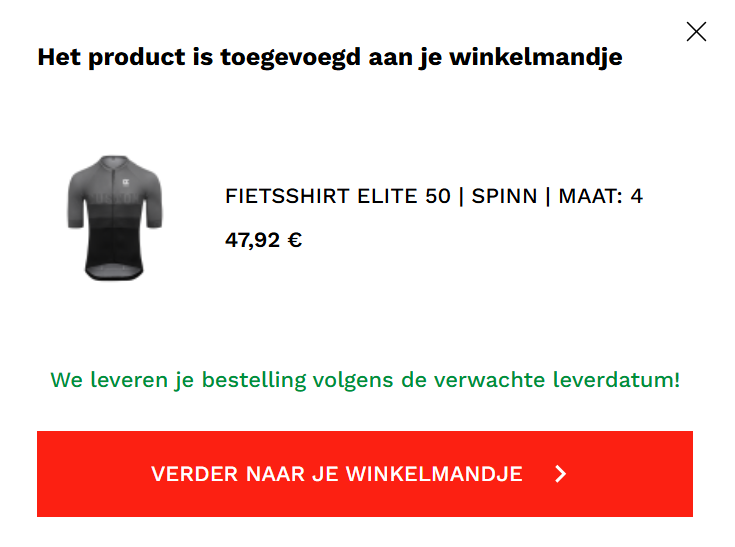 Het product is toegevoegd aan je winkelmandje
FIETSSHIRT ELITE 50 | SPINN | MAAT: 4
47,92 €
We leveren je bestelling volgens de verwachte leverdatum!
VERDER NAAR JE WINKELMANDJE